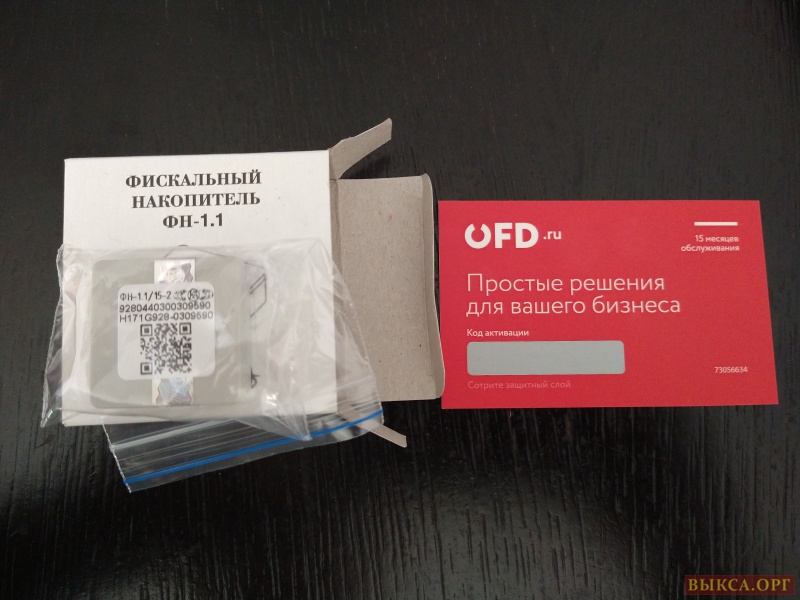 ФИСКАЛЬНЫЙ
НАКОПИТЕЛЬ
ФН-1.1
ФН-1.1/15-2
9280440300309590
H171G928-0309590
OFD.ru
15 месяцев
обслуживания
Простые решения
для вашего бизнеса
Код активации
73056634
Сотрите защитный слой
ВЫКСА.ОРГ